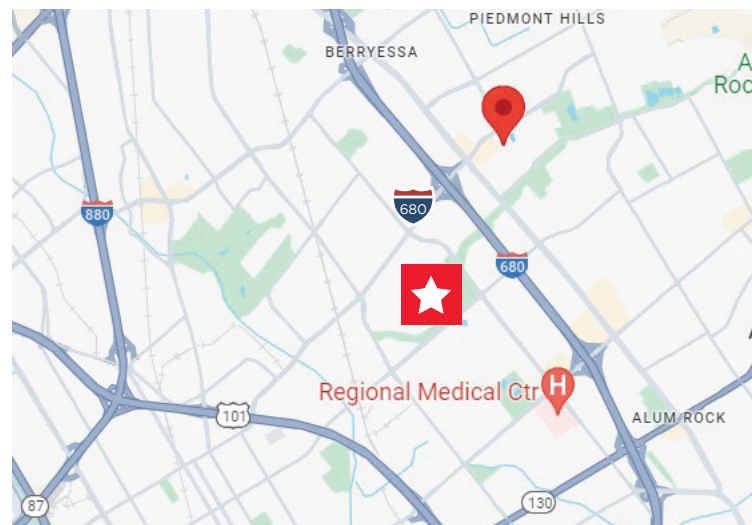 PIEDMONT HILLS
BERRYESSA
A
Roc
680
880
680
Regional Medical Ctr
H
101
ALUM ROCK
87
130